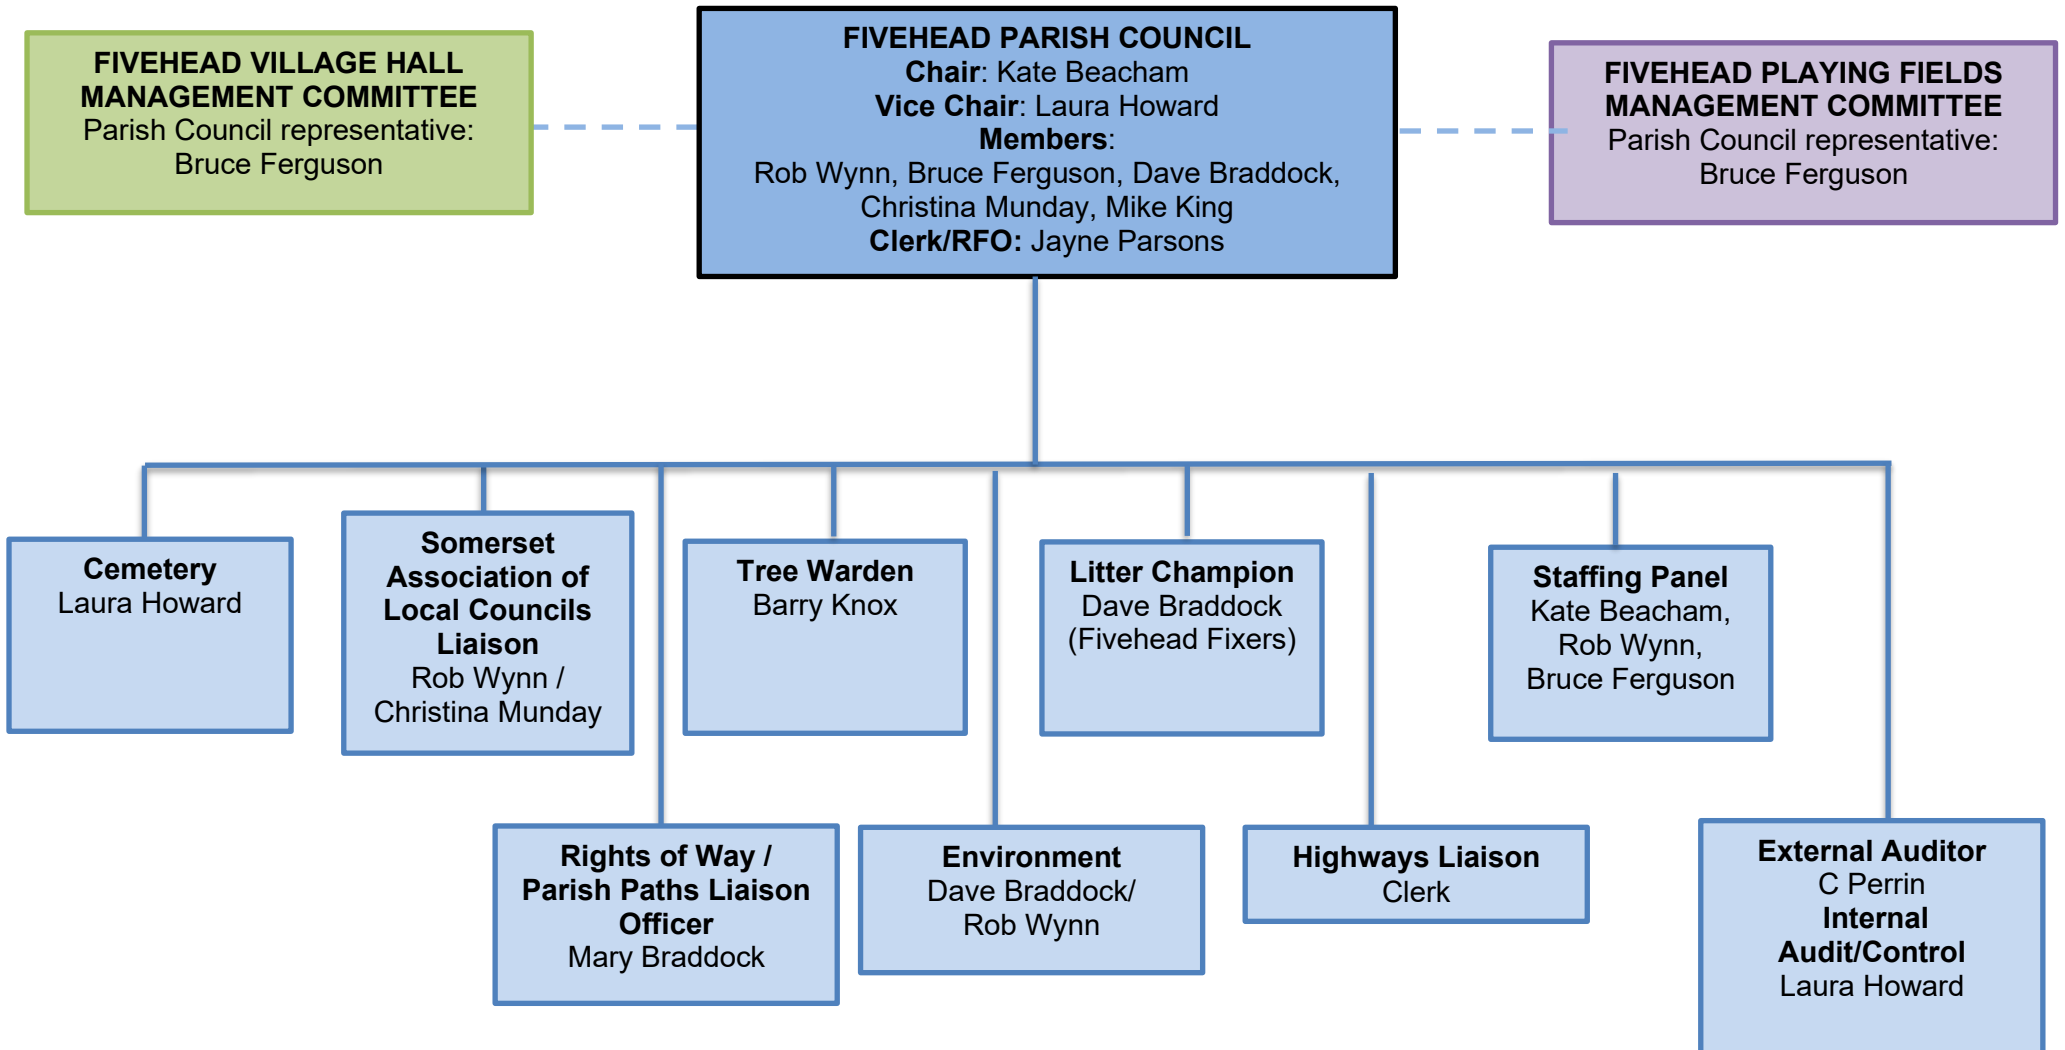 FIVEHEAD VILLAGE HALL
MANAGEMENT COMMITTEE
Parish Council representative:
Bruce Ferguson
FIVEHEAD PARISH COUNCIL
Chair: Kate Beacham
Vice Chair: Laura Howard
Members:
Rob Wynn, Bruce Ferguson, Dave Braddock,
Christina Munday, Mike King
Clerk/RFO: Jayne Parsons
FIVEHEAD PLAYING FIELDS
MANAGEMENT COMMITTEE
Parish Council representative:
Bruce Ferguson
Cemetery
Laura Howard
Somerset
Association of
Local Councils
Liaison
Rob Wynn /
Christina Munday
Tree Warden
Barry Knox
Litter Champion
Dave Braddock
(Fivehead Fixers)
Staffing Panel
Kate Beacham,
Rob Wynn,
Bruce Ferguson
Rights of Way /
Parish Paths Liaison
Officer
Mary Braddock
Environment
Dave Braddock/
Rob Wynn
Highways Liaison
Clerk
External Auditor
C Perrin
Internal
Audit/Control
Laura Howard